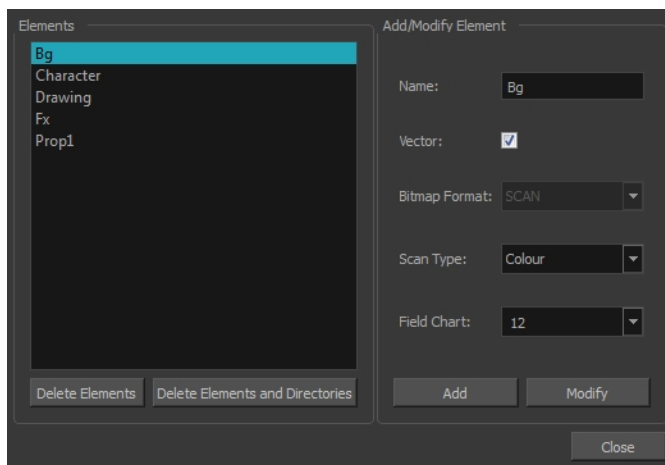 Elements
Bg
Character
Drawing
Fx
Prop1
Delete Elements
Delete Elements and Directories
Add/Modify Element
Name: Bg
Vector:
Bitmap Format: SCAN
Scan Type: Colour
Field Chart: 12
Add
Modify
Close